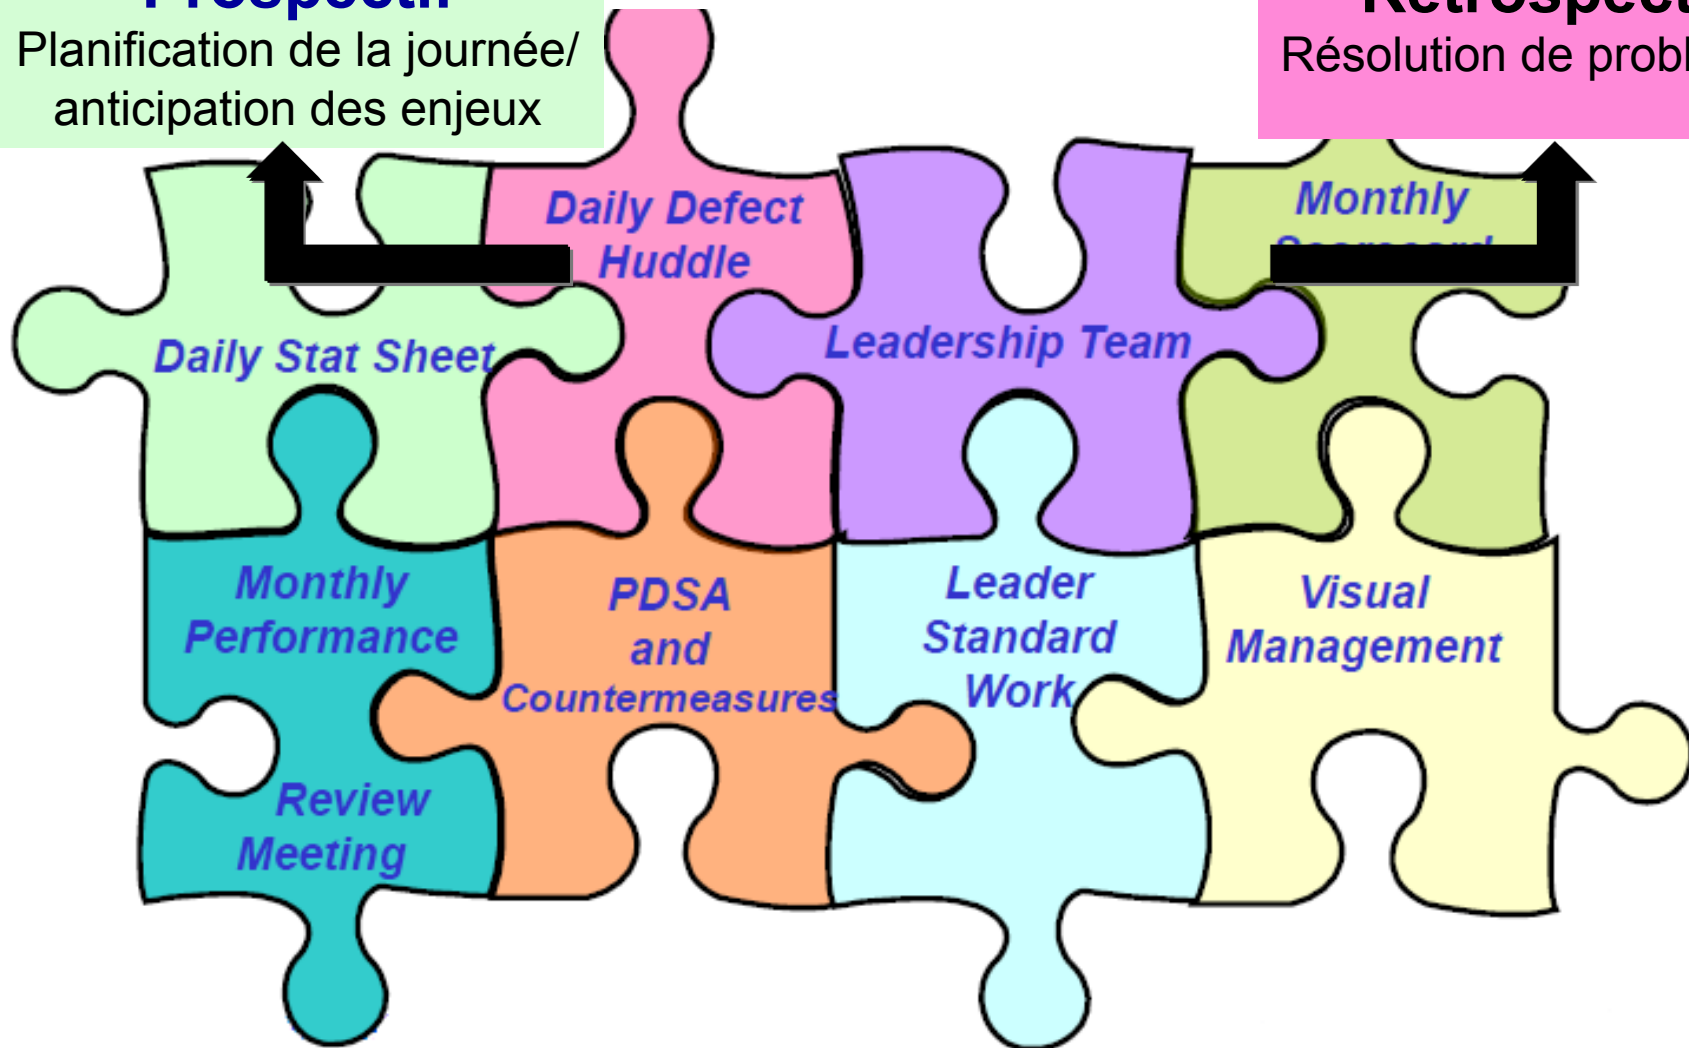 Planification de la journée/
anticipation des enjeux
Résolution de
Daily Defect
Huddle
Monthly
Daily Stat Sheet
Leadership Team
Monthly
Performance
Review
Meeting
PDSA
and
Countermeasures
Leader
Standard
Work
Visual
Management